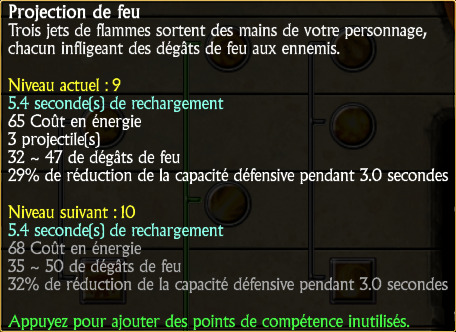 Projection de feu
Trois jets de flammes sortent des mains de votre personnage,
chacun infligeant des dégâts de feu aux ennemis.
Niveau actuel : 9
5.4 seconde(s) de rechargement
65 Coût en énergie
3 projectile(s)
32 ~ 47 de dégâts de feu
29% de réduction de la capacité défensive pendant 3.0 secondes
Niveau suivant : 10
5.4 seconde(s) de rechargement
68 Coût en énergie
35 ~ 50 de dégâts de feu
32% de réduction de la capacité défensive pendant 3.0 secondes
Appuyez pour ajouter des points de compétence inutilisés.